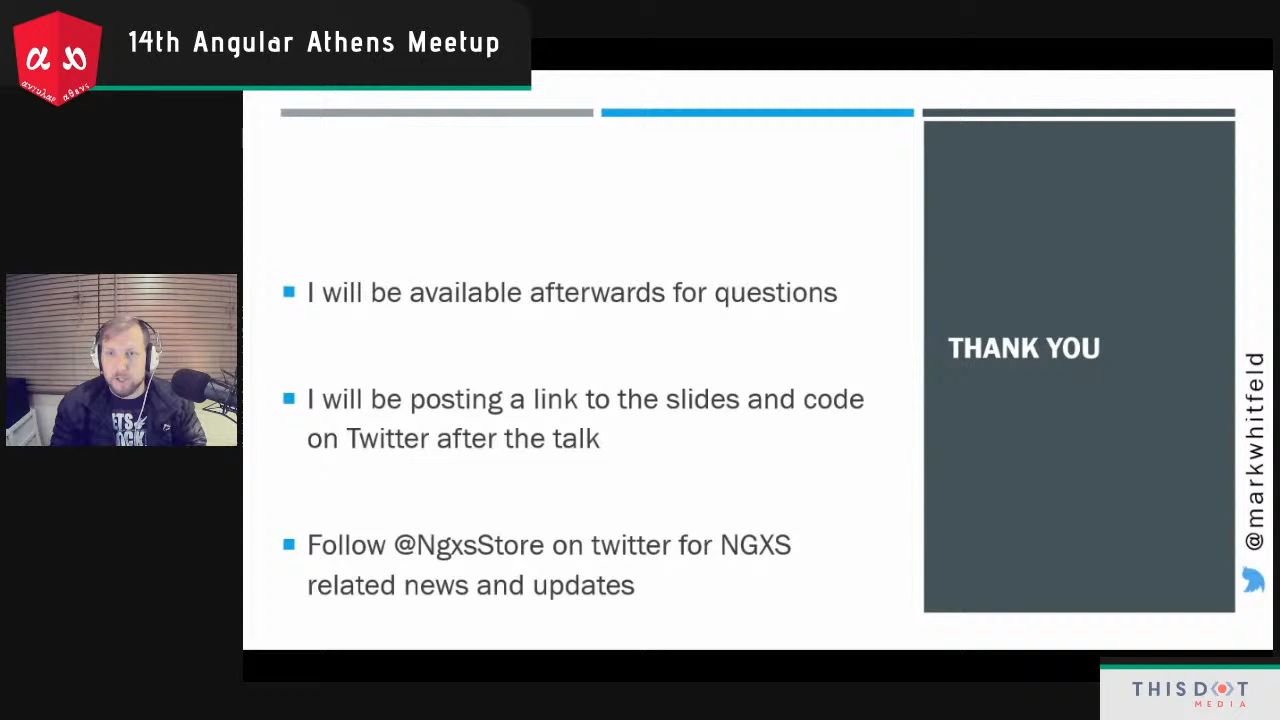 14th Angular Athens Meetup
αγγυλαρ αθενς
I will be available afterwards for questions
I will be posting a link to the slides and code
on Twitter after the talk
Follow @NgxsStore on twitter for NGXS
related news and updates
THANK YOU
@markwhitfeld
THIS DOT
MEDIA